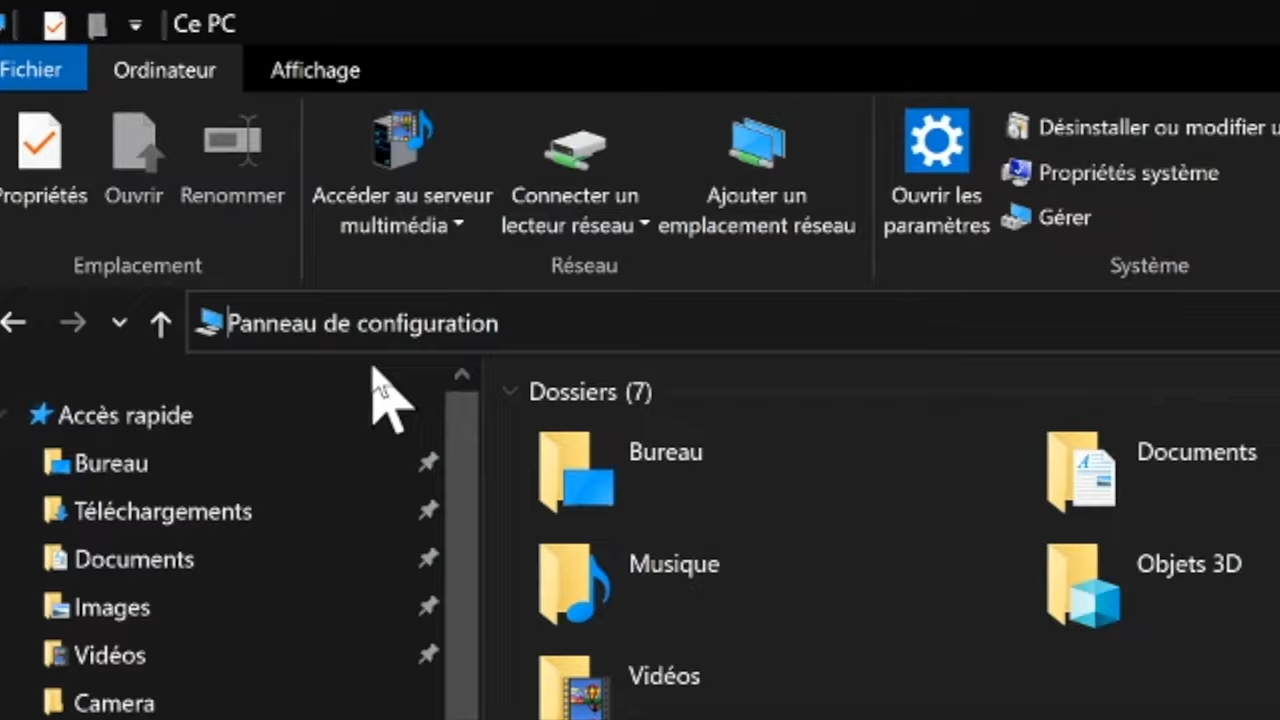 Ce PC
Fichier
Ordinateur
Affichage
Propriétés
Ouvrir
Renommer
Accéder au serveur
multimédia
Connecter un
lecteur réseau
Ajouter un
emplacement réseau
Ouvrir les
paramètres
Désinstaller ou modifier u
Propriétés système
Gérer
Emplacement
Réseau
Système
Panneau de configuration
Accès rapide
Bureau
Téléchargements
Documents
Images
Vidéos
Camera
Dossiers (7)
Bureau
Documents
Musique
Objets 3D
Vidéos